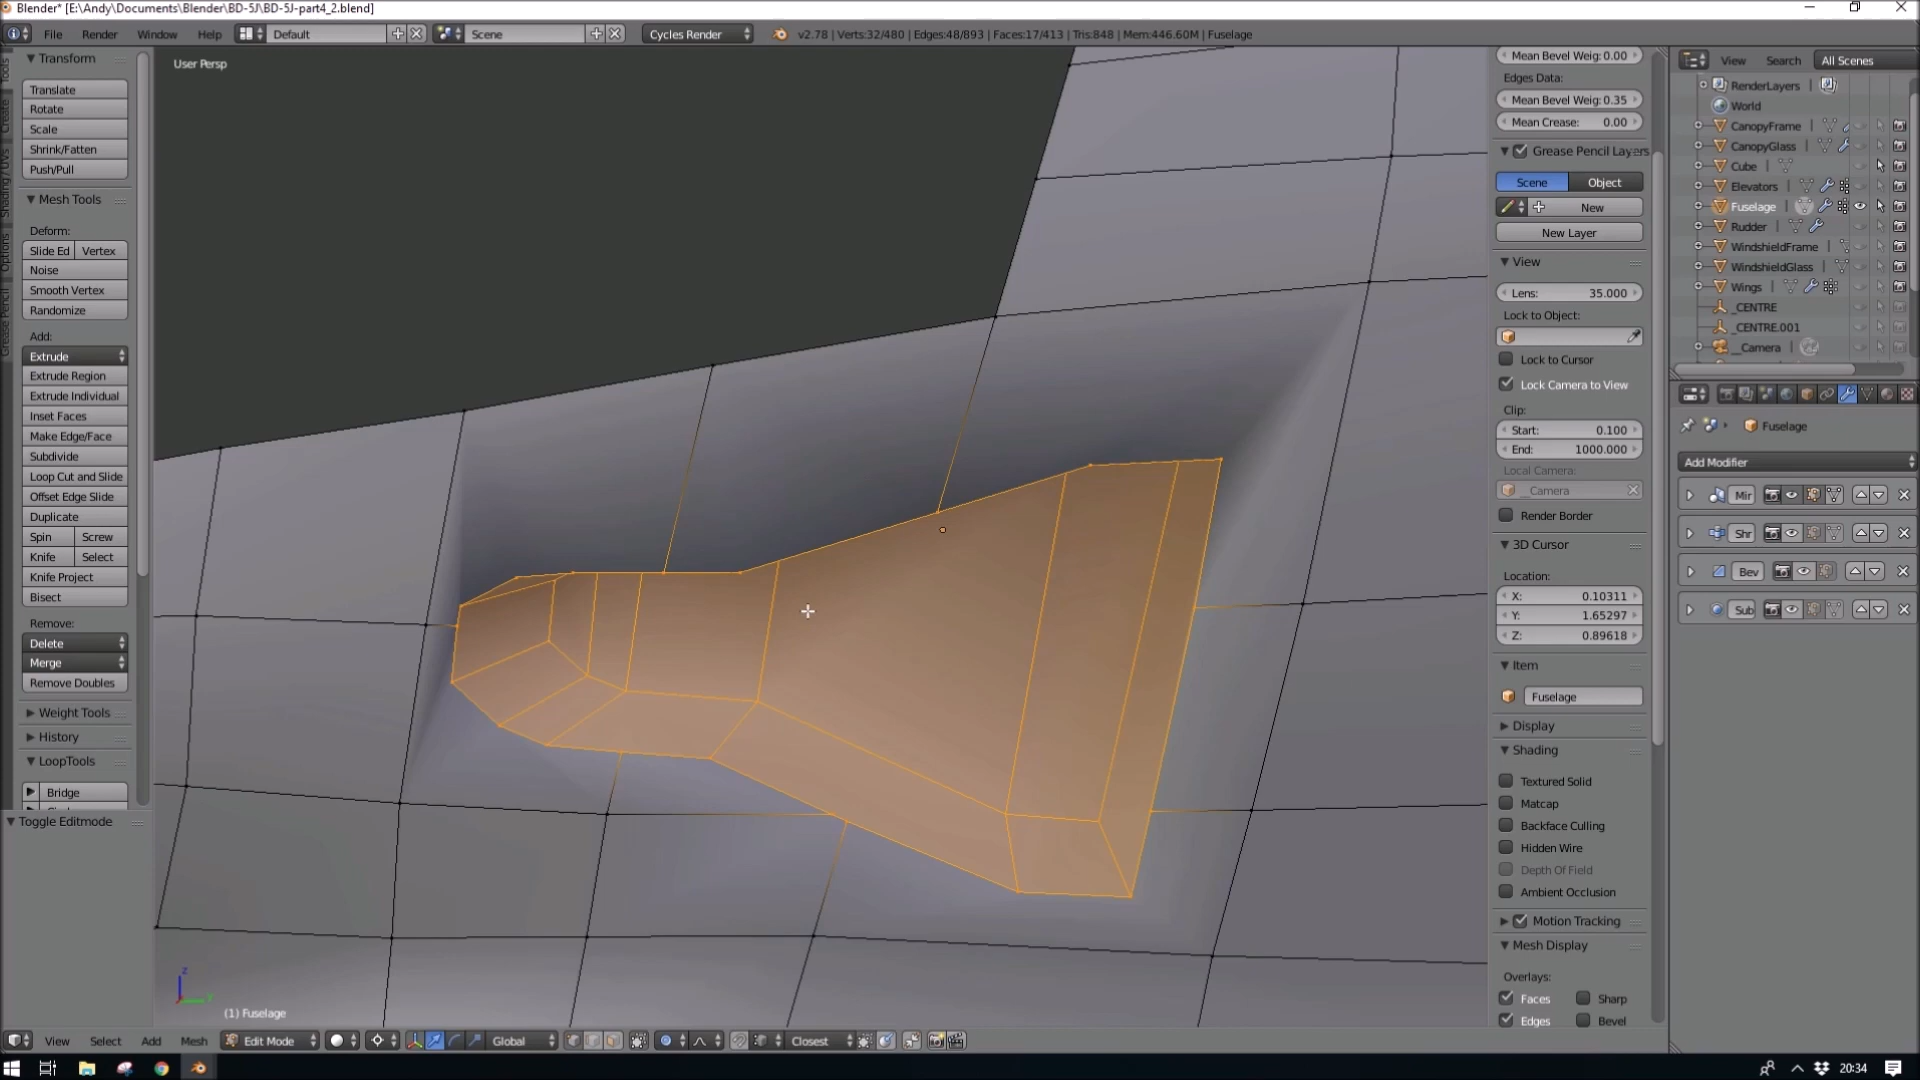 Blender* [E:\Andy\Documents\Blender\BD-5J\BD-5J-part4_2.blend]
File Render Window Help Default Scene Cycles Render v2.78 | Verts:32/480 | Edges:48/893 | Faces:17/413 | Tris:848 | Mem:446.60M | Fuselage
Tools
Create
Shading / UVs
Options
Grease Pencil
Transform
Translate
Rotate
Scale
Shrink/Fatten
Push/Pull
Mesh Tools
Deform:
Slide Ed Vertex
Noise
Smooth Vertex
Randomize
Add:
Extrude
Extrude Region
Extrude Individual
Inset Faces
Make Edge/Face
Subdivide
Loop Cut and Slide
Offset Edge Slide
Duplicate
Spin Screw
Knife Select
Knife Project
Bisect
Remove:
Delete
Merge
Remove Doubles
Weight Tools
History
LoopTools
Bridge
Toggle Editmode
User Persp
z
(1) Fuselage
Mean Bevel Weig: 0.00
Edges Data:
Mean Bevel Weig: 0.35
Mean Crease: 0.00
Grease Pencil Layers
Scene Object
New
New Layer
View
Lens: 35.000
Lock to Object:
Lock to Cursor
Lock Camera to View
Clip:
Start: 0.100
End: 1000.000
Local Camera:
__Camera
Render Border
3D Cursor
Location:
X: 0.10311
Y: 1.65297
Z: 0.89618
Item
Fuselage
Display
Shading
Textured Solid
Matcap
Backface Culling
Hidden Wire
Depth Of Field
Ambient Occlusion
Motion Tracking
Mesh Display
Overlays:
Faces Sharp
Edges Bevel
View Search All Scenes
RenderLayers
World
CanopyFrame
CanopyGlass
Cube
Elevators
Fuselage
Rudder
WindshieldFrame
WindshieldGlass
Wings
_CENTRE
_CENTRE.001
__Camera
Fuselage
Add Modifier
Mir
Shr
Bev
Sub
View Select Add Mesh Edit Mode Global Closest
20:34